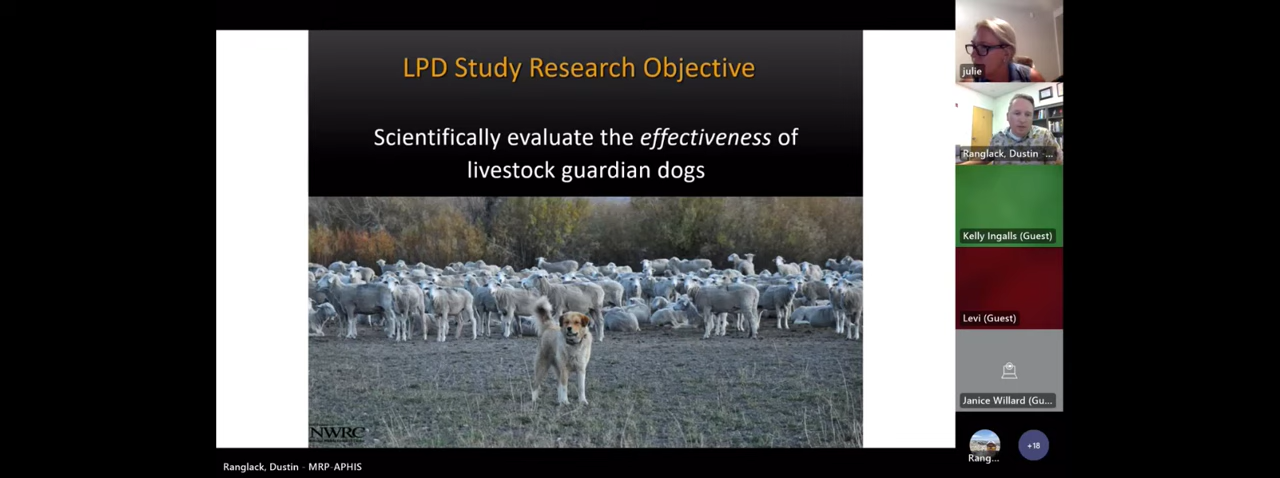 LPD Study Research Objective
Scientifically evaluate the effectiveness of
livestock guardian dogs
NWRC
Ranglack, Dustin - MRP-APHIS
julie
Ranglack, Dustin -...
Kelly Ingalls (Guest)
Levi (Guest)
Janice Willard (Gu...
Rang...
+18